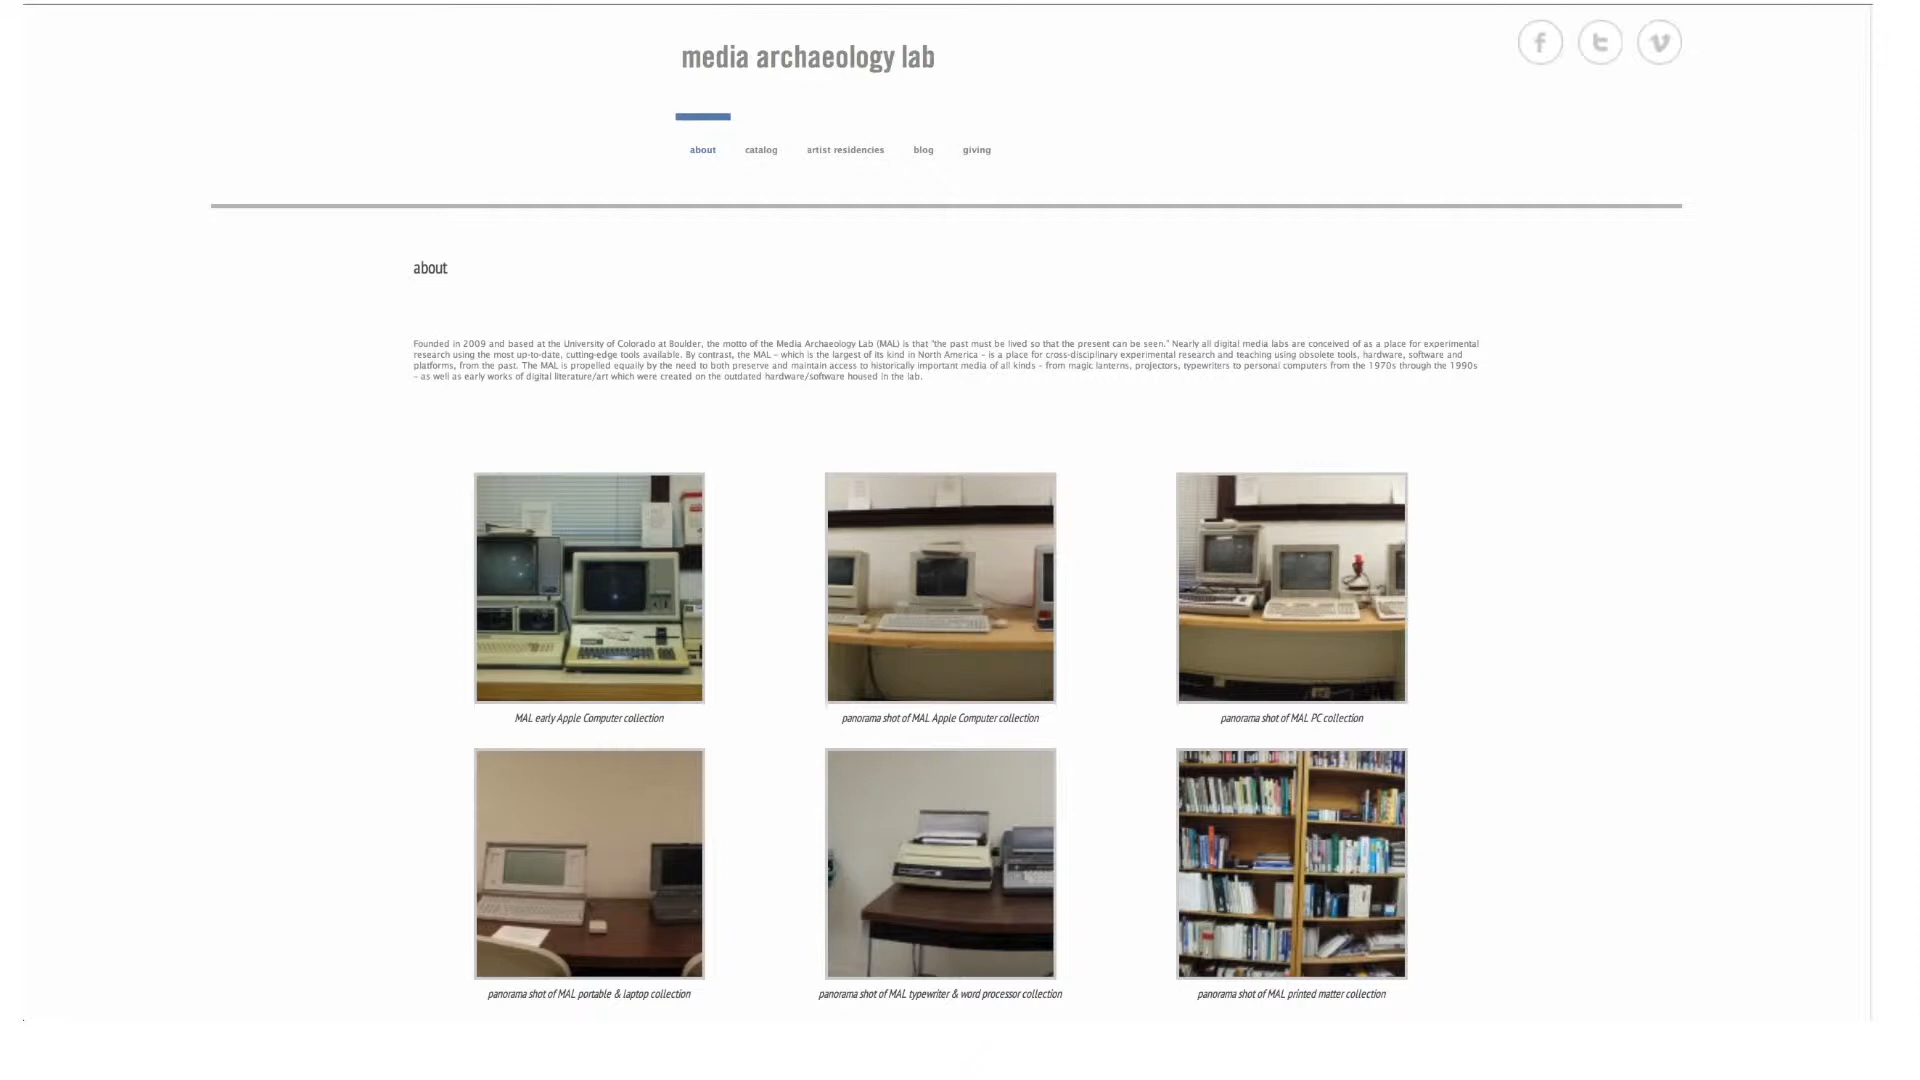 media archaeology lab
about catalog artist residencies blog giving
about
Founded in 2009 and based at the University of Colorado at Boulder, the motto of the Media Archaeology Lab (MAL) is that "the past must be lived so that the present can be seen." Nearly all digital media labs are conceived of as a place for experimental
research using the most up-to-date, cutting-edge tools available. By contrast, the MAL – which is the largest of its kind in North America – is a place for cross-disciplinary experimental research and teaching using obsolete tools, hardware, software and
platforms, from the past. The MAL is propelled equally by the need to both preserve and maintain access to historically important media of all kinds – from magic lanterns, projectors, typewriters to personal computers from the 1970s through the 1990s
– as well as early works of digital literature/art which were created on the outdated hardware/software housed in the lab.
MAL early Apple Computer collection
panorama shot of MAL Apple Computer collection
panorama shot of MAL PC collection
panorama shot of MAL portable & laptop collection
panorama shot of MAL typewriter & word processor collection
panorama shot of MAL printed matter collection